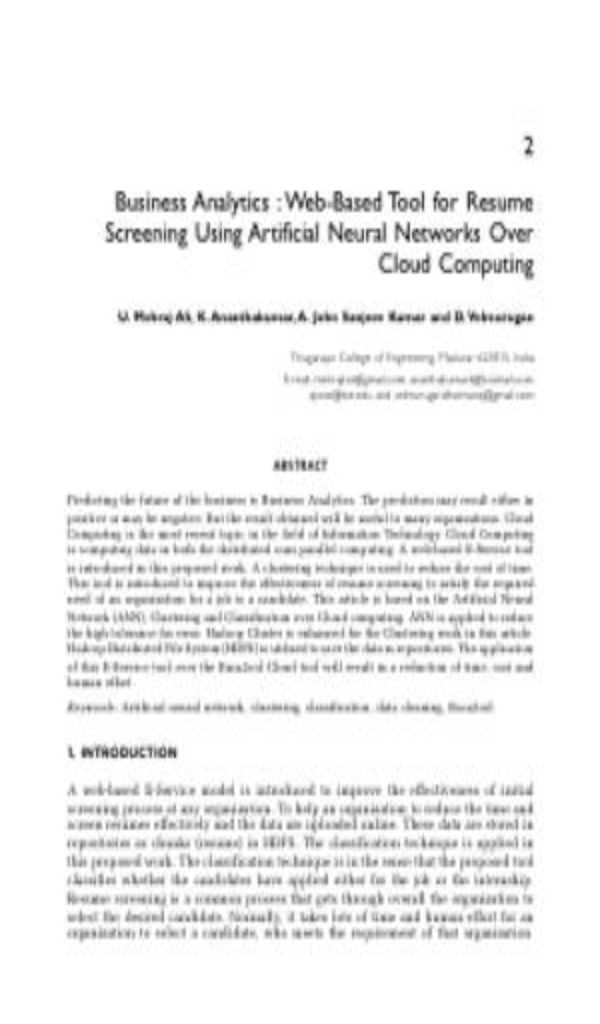 2
Business Analytics : Web-Based Tool for Resume
Screening Using Artificial Neural Networks Over
Cloud Computing
U. Mehraj Ali, K. Ananthakumar, A. John Sanjeev Kumar and D. Velmurugan
Thiagarajar College of Engineering, Madurai India
ABSTRACT
Predicting the future of the business is Business Analytics. The prediction may result either in
positive or may be negative. But the result obtained will be useful to many organisations. Cloud
Computing is the most recent topic in the field of Information Technology. Cloud Computing
is computing data in both the distributed cum parallel computing. A web-based E-Service tool
is introduced in this proposed work. A clustering technique is used to reduce the cost of time.
This tool is introduced to improve the effectiveness of resume screening to satisfy the required
need of an organisation for a job to a candidate. This article is based on the Artificial Neural
Network (ANN), Clustering and Classification over Cloud computing. ANN is applied to reduce
the high tolerance for error. Hadoop Cluster is enhanced for the Clustering work in this article.
Hadoop Distributed File System (HDFS) is utilised to save the data in repositories. The application
of this E-Service tool over the Cloud tool will result in a reduction of time, cost and
human effort.
Keywords: Artificial neural network, clustering, classification, data cleaning,
1. INTRODUCTION
A web-based E-Service model is introduced to improve the effectiveness of initial
screening process of any organisation. To help an organisation to reduce the time and
screen resumes effectively and the data are uploaded online. These data are stored in
repositories as chunks (resume) in HDFS. The classification technique is applied in
this proposed work. The classification technique is in the sense that the proposed tool
classifies whether the candidates have applied either for the job or the internship.
Resume screening is a common process that gets through overall the organisation to
select the desired candidate. Normally, it takes lots of time and human effort for an
organization to select a candidate, who meets the requirement of that organisation.